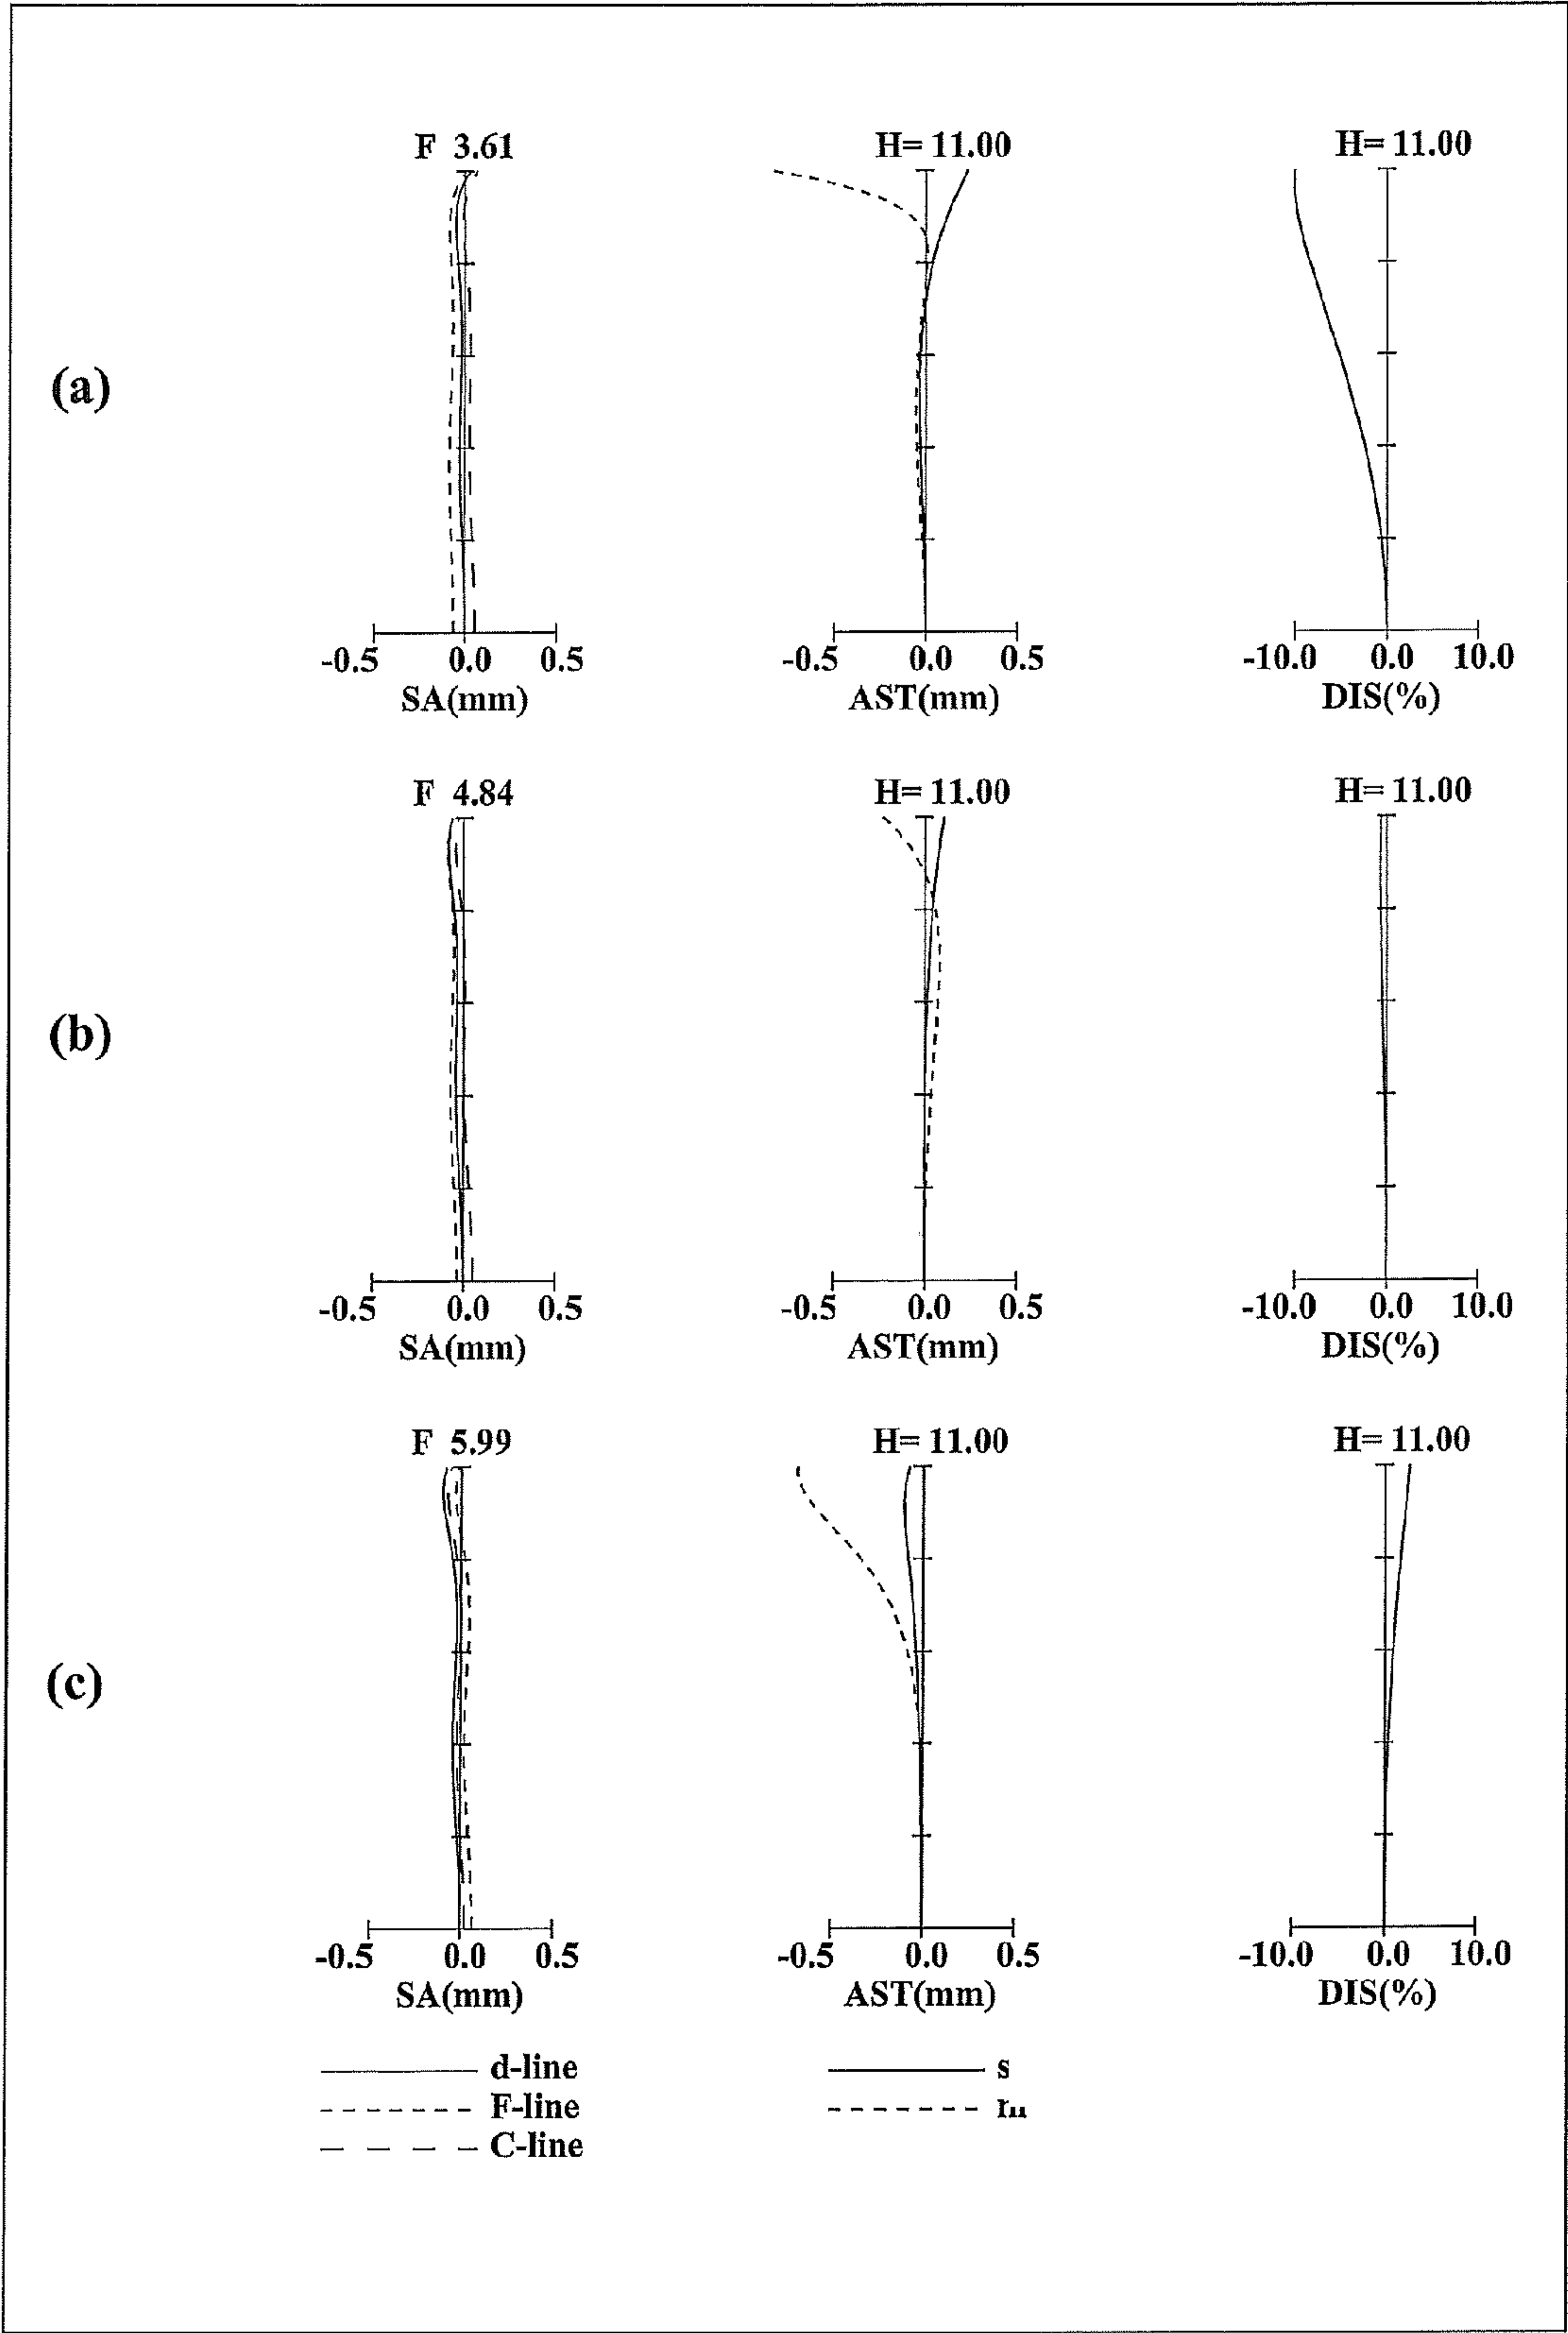 F 3.61 H= 11.00 H= 11.00
(a)
-0.5 0.0 0.5 -0.5 0.0 0.5 -10.0 0.0 10.0
SA(mm) AST(mm) DIS(%)
F 4.84 H= 11.00 H= 11.00
(b)
-0.5 0.0 0.5 -0.5 0.0 0.5 -10.0 0.0 10.0
SA(mm) AST(mm) DIS(%)
F 5.99 H= 11.00 H= 11.00
(c)
-0.5 0.0 0.5 -0.5 0.0 0.5 -10.0 0.0 10.0
SA(mm) AST(mm) DIS(%)
d-line s
F-line
C-line